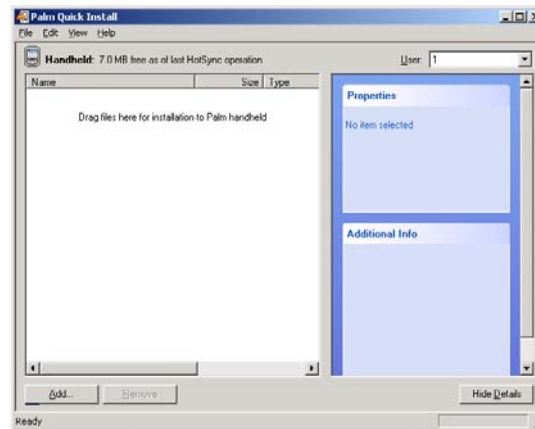 Palm Quick Install
File Edit View Help
Handheld: 7.0 MB free as of last HotSync operation
User: 1
Name Size Type
Drag files here for installation to Palm handheld
Properties
No item selected
Additional Info
Add... Remove
Hide Details
Ready